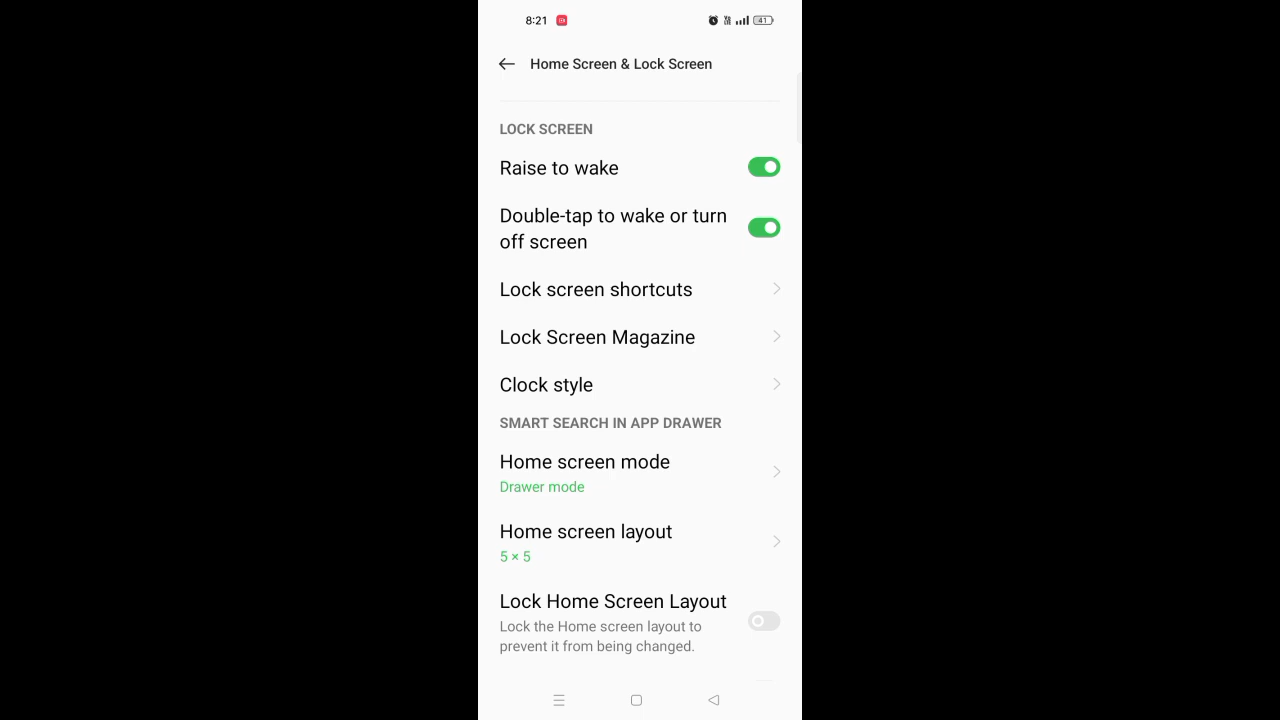 8:21
41
Home Screen & Lock Screen
LOCK SCREEN
Raise to wake
Double-tap to wake or turn
off screen
Lock screen shortcuts
Lock Screen Magazine
Clock style
SMART SEARCH IN APP DRAWER
Home screen mode
Drawer mode
Home screen layout
5 × 5
Lock Home Screen Layout
Lock the Home screen layout to
prevent it from being changed.